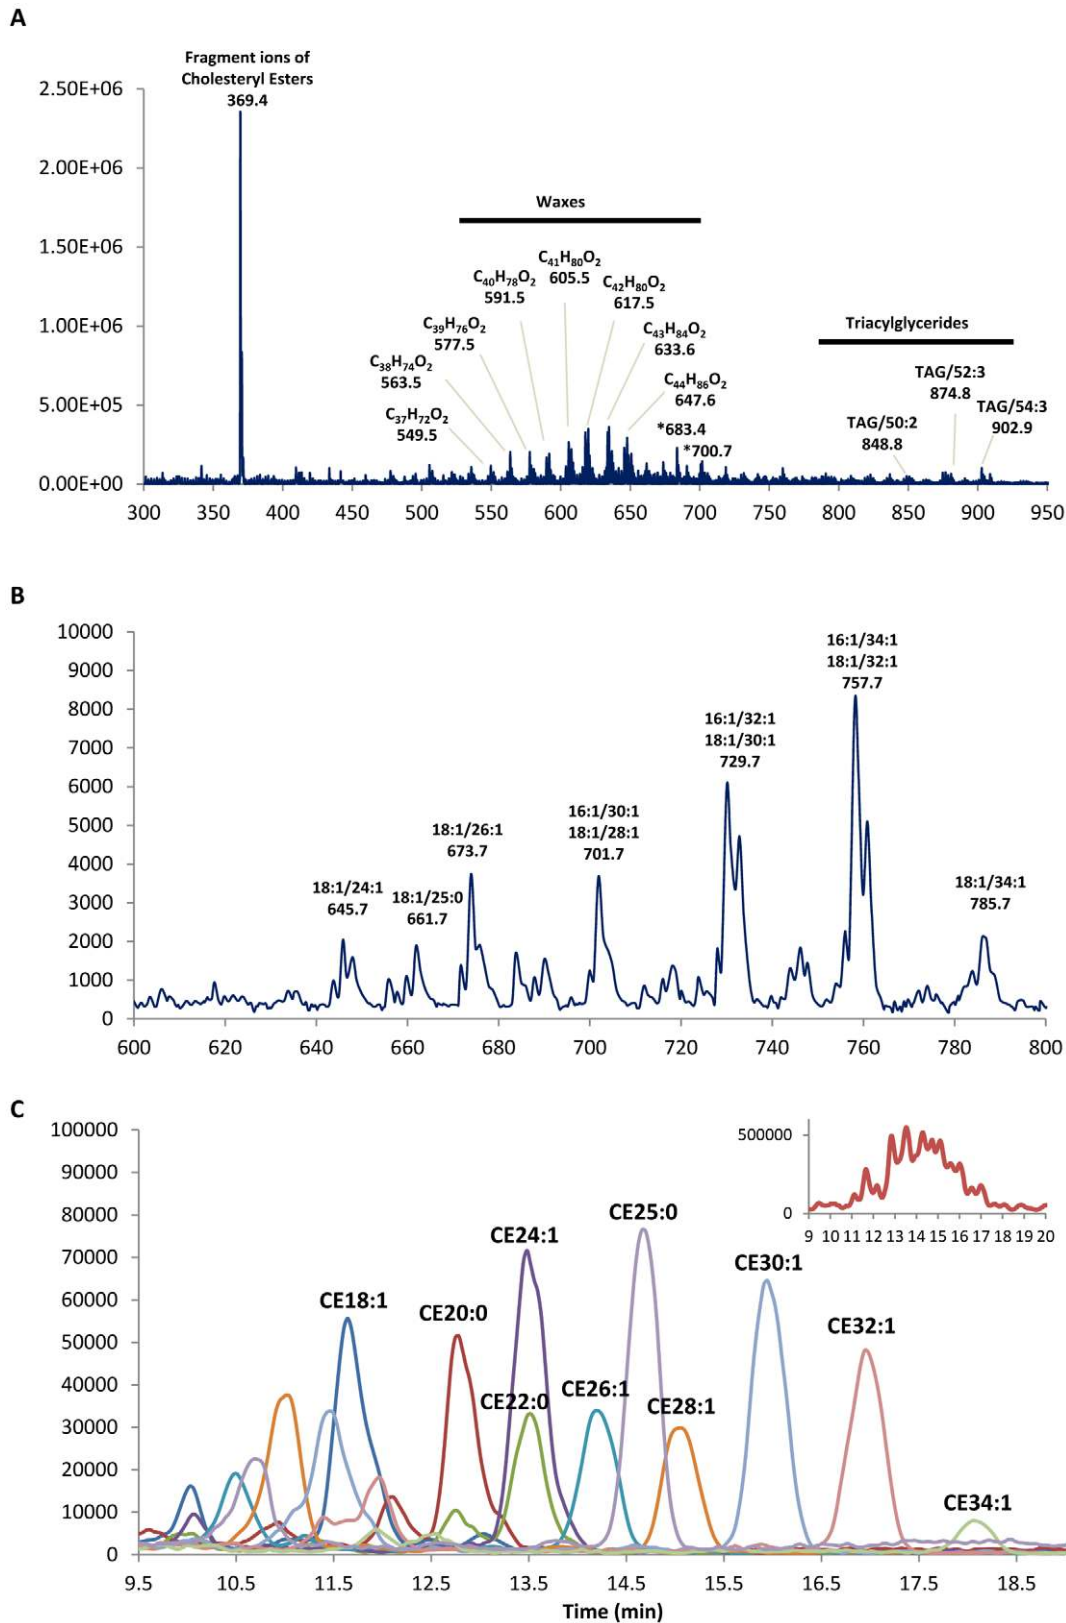 A
Fragment ions of
Cholesteryl Esters
369.4
2.50E+06
2.00E+06
1.50E+06
1.00E+06
5.00E+05
0.00E+00
Waxes
C₄₁H₈₀O₂
605.5
C₄₀H₇₈O₂
591.5
C₄₂H₈₀O₂
617.5
C₃₉H₇₆O₂
577.5
C₄₃H₈₄O₂
633.6
C₃₈H₇₄O₂
563.5
C₄₄H₈₆O₂
647.6
C₃₇H₇₂O₂
549.5
*683.4
*700.7
Triacylglycerides
TAG/52:3
874.8
TAG/50:2
848.8
TAG/54:3
902.9
300 350 400 450 500 550 600 650 700 750 800 850 900 950
B
10000
9000
8000
7000
6000
5000
4000
3000
2000
1000
0
18:1/24:1
645.7
18:1/25:0
661.7
18:1/26:1
673.7
16:1/30:1
18:1/28:1
701.7
16:1/32:1
18:1/30:1
729.7
16:1/34:1
18:1/32:1
757.7
18:1/34:1
785.7
600 620 640 660 680 700 720 740 760 780 800
C
100000
90000
80000
70000
60000
50000
40000
30000
20000
10000
0
CE18:1
CE20:0
CE24:1
CE22:0
CE26:1
CE25:0
CE28:1
CE30:1
CE32:1
CE34:1
500000
0
9 10 11 12 13 14 15 16 17 18 19 20
9.5 10.5 11.5 12.5 13.5 14.5 15.5 16.5 17.5 18.5
Time (min)